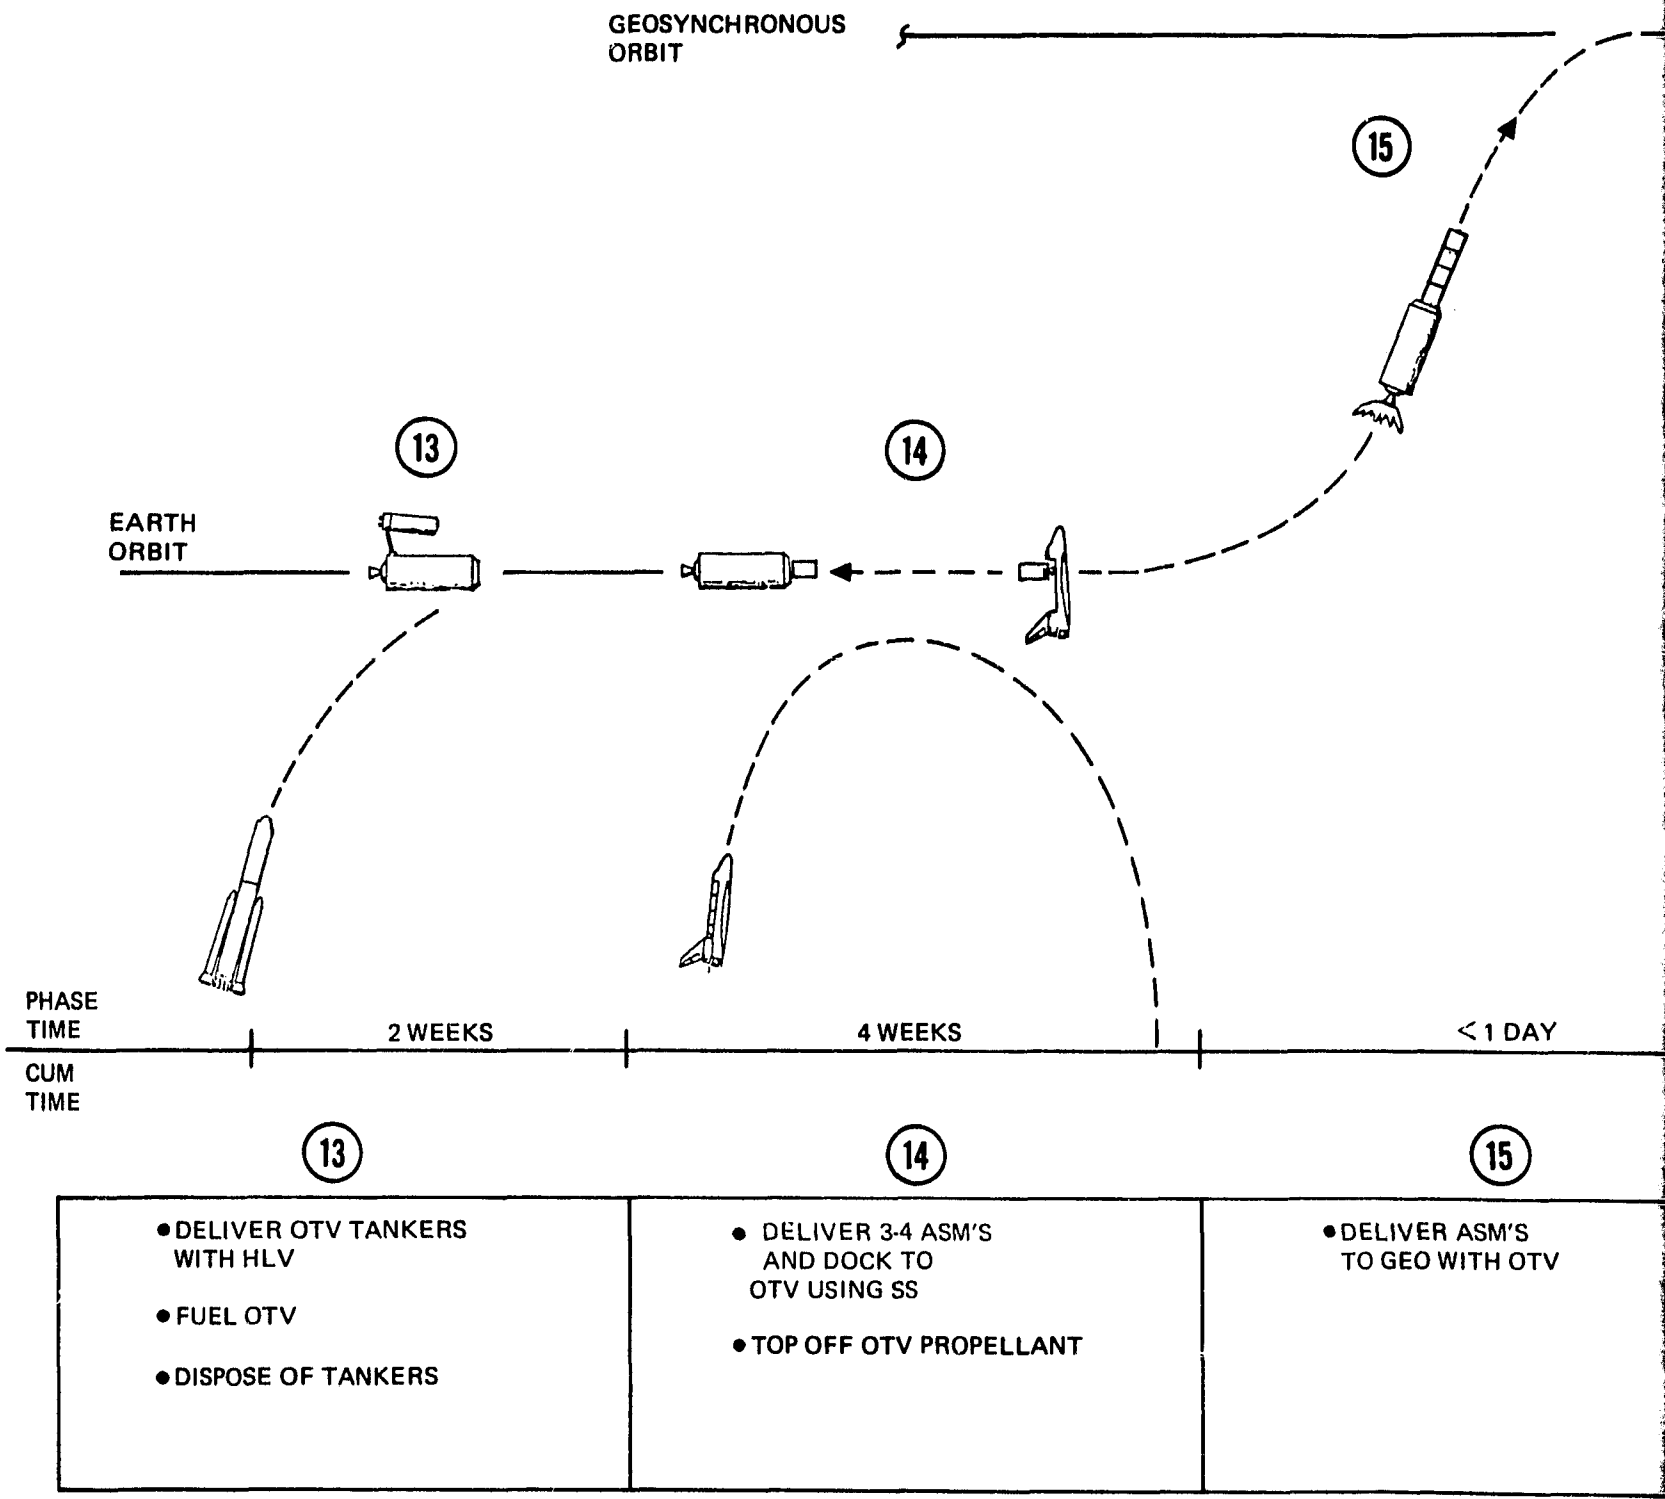 GEOSYNCHRONOUS
ORBIT
15
13
14
EARTH
ORBIT
PHASE
TIME
2 WEEKS
4 WEEKS
< 1 DAY
CUM
TIME
13
14
15
● DELIVER OTV TANKERS
WITH HLV
● FUEL OTV
● DISPOSE OF TANKERS
● DELIVER 3-4 ASM'S
AND DOCK TO
OTV USING SS
● TOP OFF OTV PROPELLANT
● DELIVER ASM'S
TO GEO WITH OTV